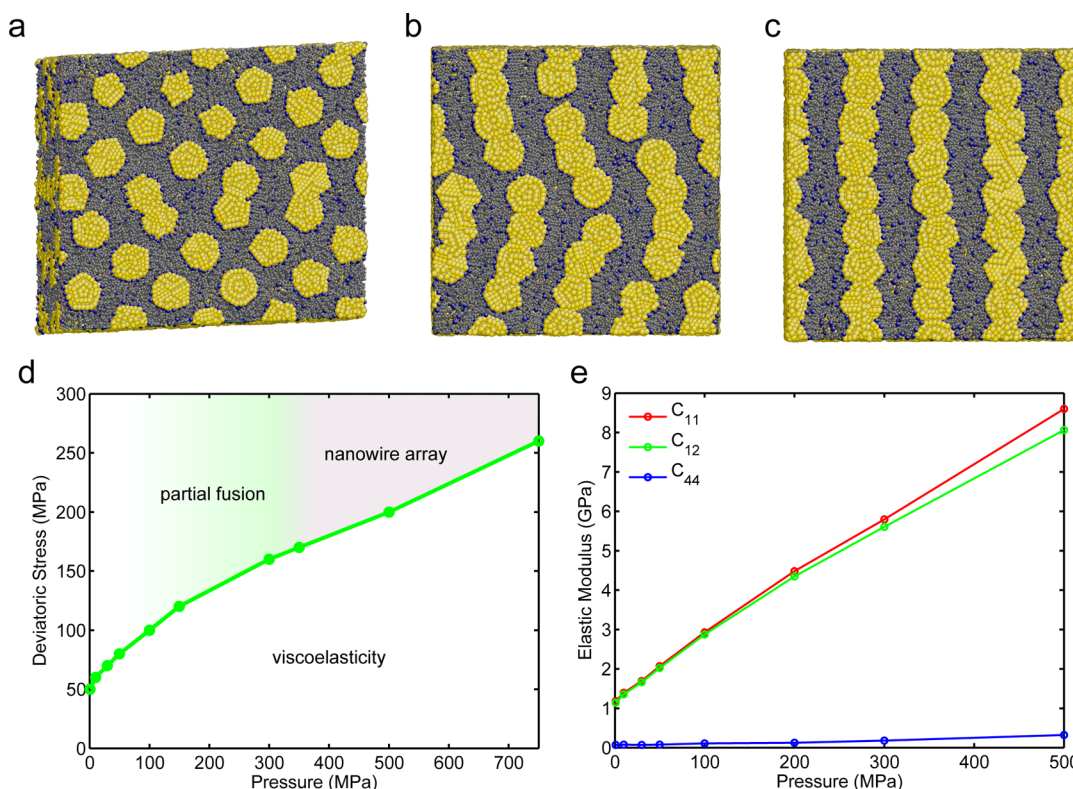 a
b
c
d
300
250
200
150
100
50
0
Deviatoric Stress (MPa)
partial fusion
nanowire array
viscoelasticity
0 100 200 300 400 500 600 700
Pressure (MPa)
e
9
8
7
6
5
4
3
2
1
0
Elastic Modulus (GPa)
C11
C12
C44
0 100 200 300 400 500
Pressure (MPa)